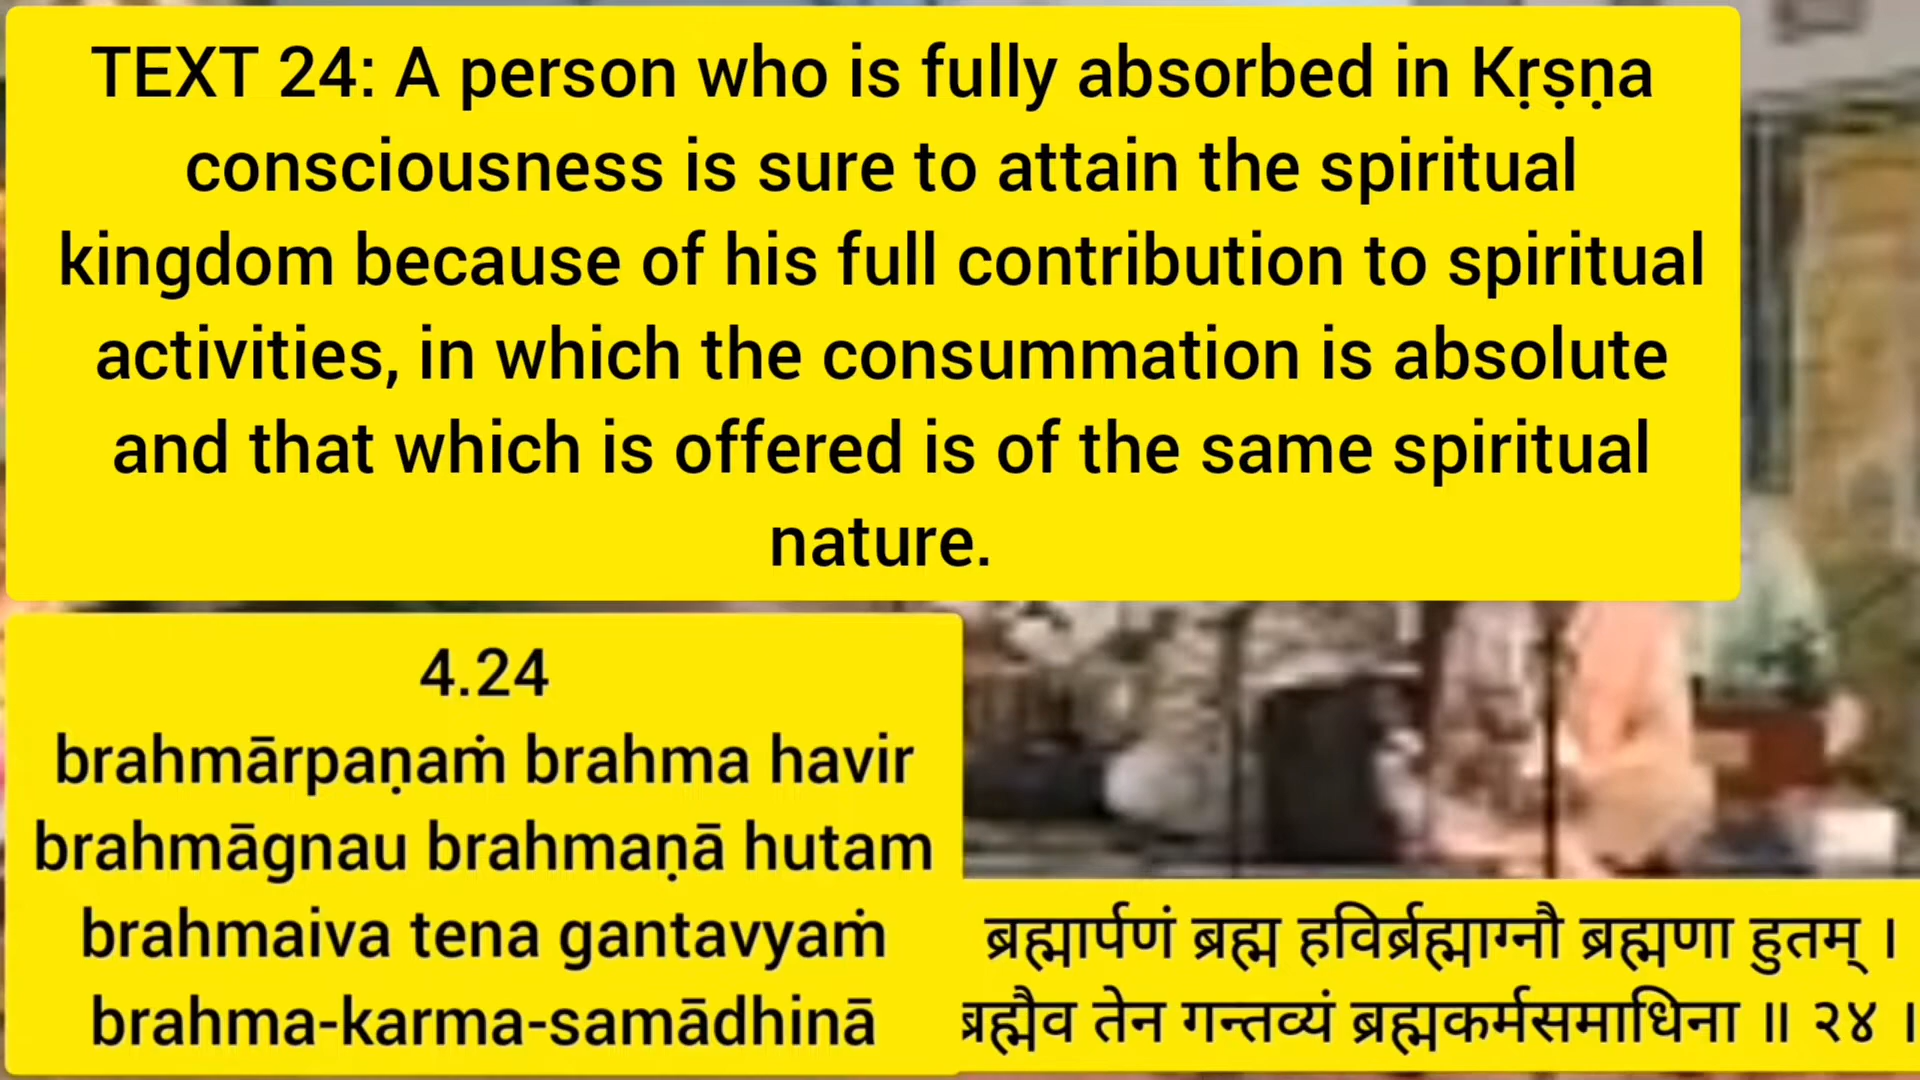 TEXT 24: A person who is fully absorbed in Kṛṣṇa
consciousness is sure to attain the spiritual
kingdom because of his full contribution to spiritual
activities, in which the consummation is absolute
and that which is offered is of the same spiritual
nature.
4.24
brahmārpaṇaṁ brahma havir
brahmāgnau brahmaṇā hutam
brahmaiva tena gantavyaṁ
brahma-karma-samādhinā
ब्रह्मार्पणं ब्रह्म हविर्ब्रह्माग्नौ ब्रह्मणा हुतम् ।
ब्रह्मैव तेन गन्तव्यं ब्रह्मकर्मसमाधिना ॥ २४ ।